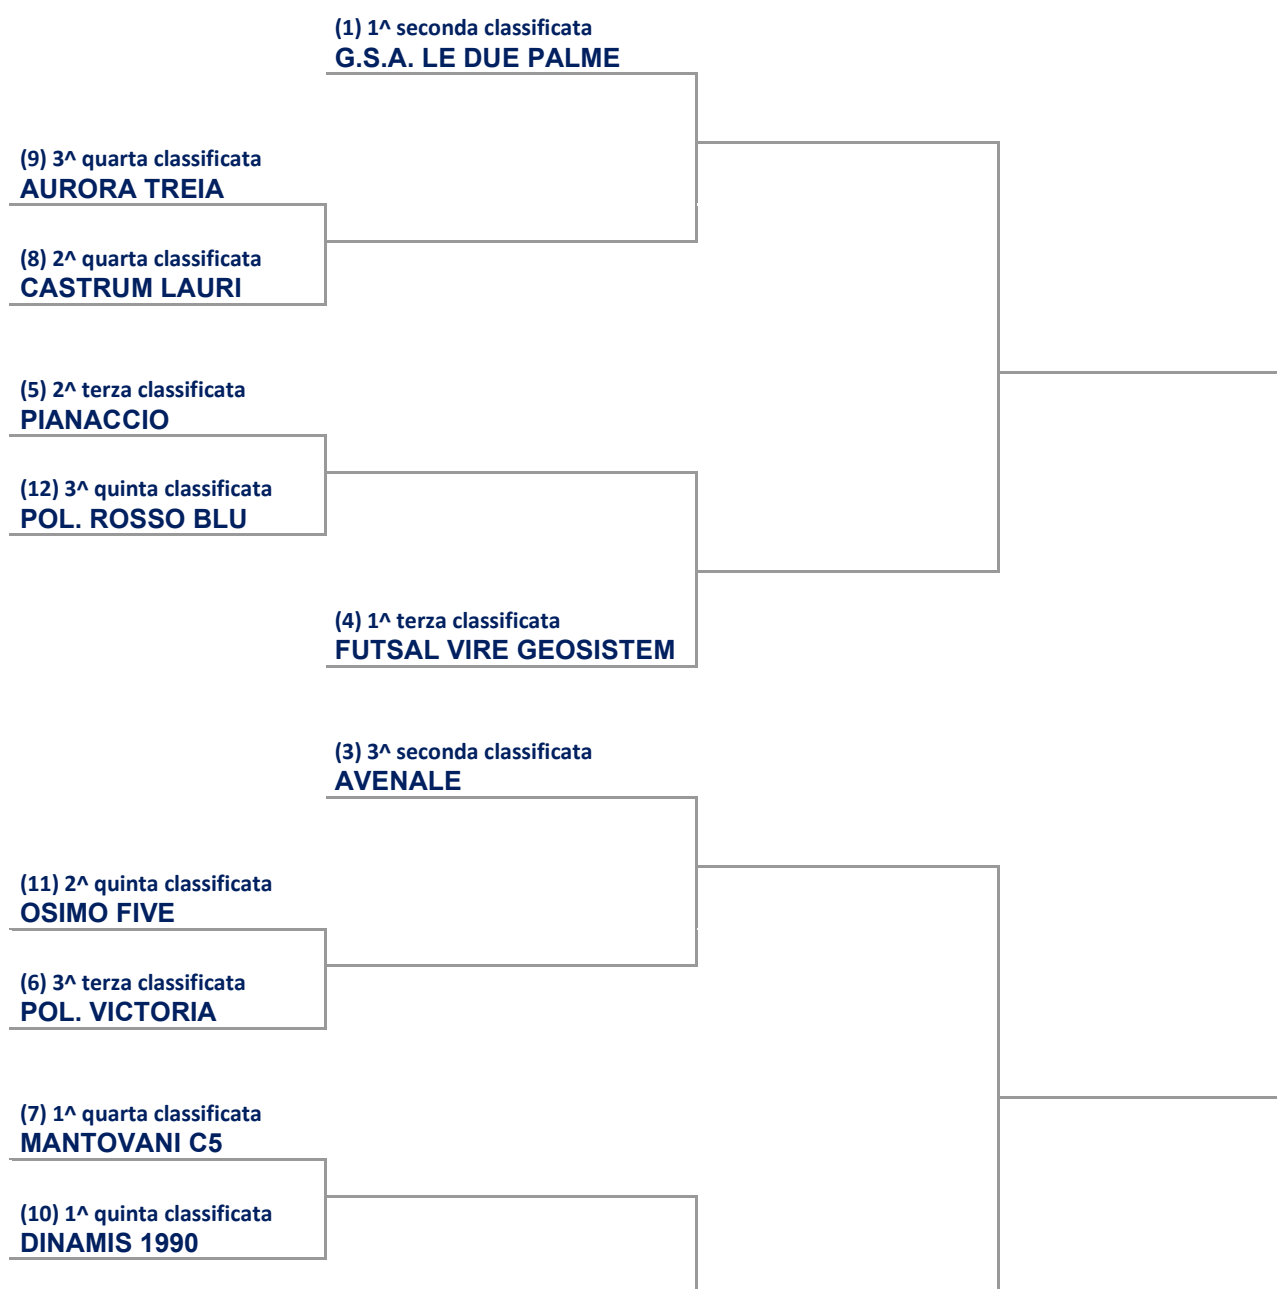 (1) 1^ seconda classificata
G.S.A. LE DUE PALME
(9) 3^ quarta classificata
AURORA TREIA
(8) 2^ quarta classificata
CASTRUM LAURI
(5) 2^ terza classificata
PIANACCIO
(12) 3^ quinta classificata
POL. ROSSO BLU
(4) 1^ terza classificata
FUTSAL VIRE GEOSISTEM
(3) 3^ seconda classificata
AVENALE
(11) 2^ quinta classificata
OSIMO FIVE
(6) 3^ terza classificata
POL. VICTORIA
(7) 1^ quarta classificata
MANTOVANI C5
(10) 1^ quinta classificata
DINAMIS 1990